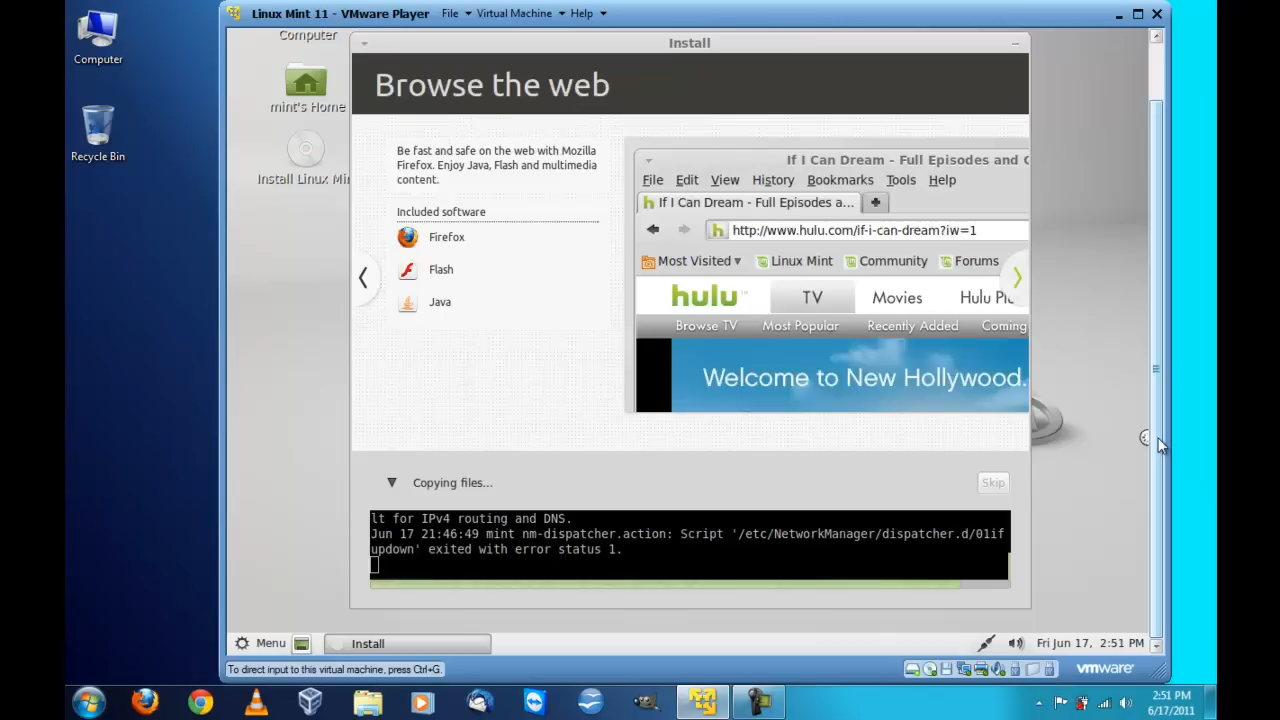 Computer
Recycle Bin
Linux Mint 11 - VMware Player File Virtual Machine Help
Computer
mint's Home
Install Linux Min
Install
Browse the web
Be fast and safe on the web with Mozilla
Firefox. Enjoy Java, Flash and multimedia
content.
Included software
Firefox
Flash
Java
If I Can Dream - Full Episodes and C
File Edit View History Bookmarks Tools Help
If I Can Dream - Full Episodes a...
http://www.hulu.com/if-i-can-dream?iw=1
Most Visited Linux Mint Community Forums
hulu TV Movies Hulu Plu
Browse TV Most Popular Recently Added Coming
Welcome to New Hollywood.
Copying files...
Skip
lt for IPv4 routing and DNS.
Jun 17 21:46:49 mint nm-dispatcher.action: Script '/etc/NetworkManager/dispatcher.d/01if
updown' exited with error status 1.
Menu Install Fri Jun 17, 2:51 PM
To direct input to this virtual machine, press Ctrl+G.
vmware
2:51 PM
6/17/2011